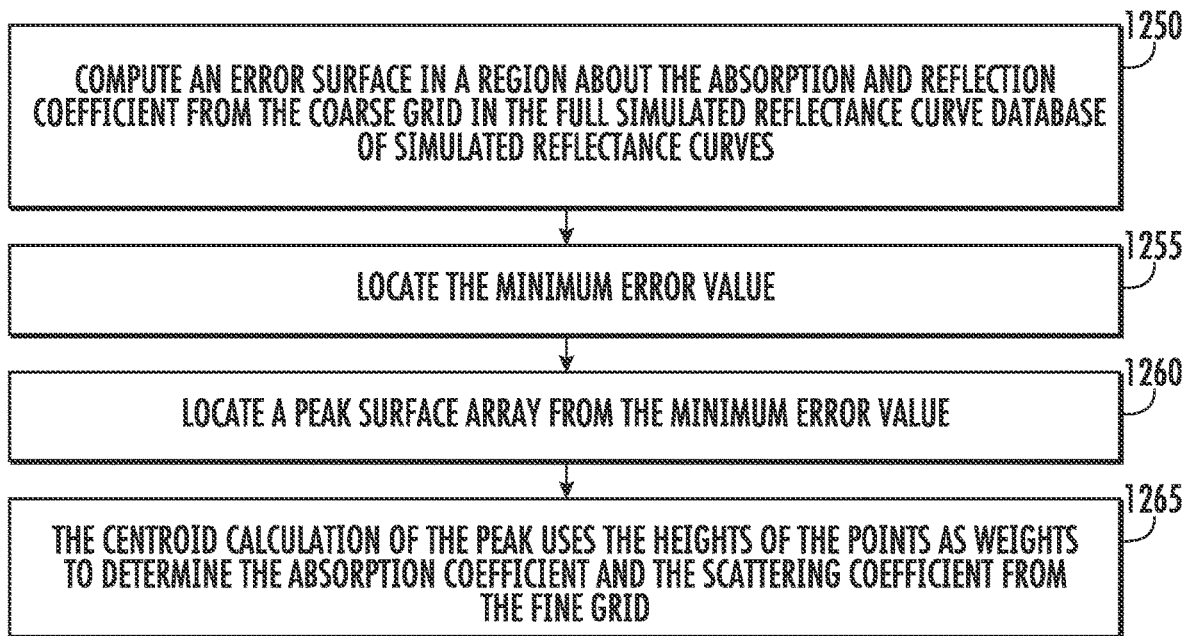 1250
COMPUTE AN ERROR SURFACE IN A REGION ABOUT THE ABSORPTION AND REFLECTION
COEFFICIENT FROM THE COARSE GRID IN THE FULL SIMULATED REFLECTANCE CURVE DATABASE
OF SIMULATED REFLECTANCE CURVES
1255
LOCATE THE MINIMUM ERROR VALUE
1260
LOCATE A PEAK SURFACE ARRAY FROM THE MINIMUM ERROR VALUE
1265
THE CENTROID CALCULATION OF THE PEAK USES THE HEIGHTS OF THE POINTS AS WEIGHTS
TO DETERMINE THE ABSORPTION COEFFICIENT AND THE SCATTERING COEFFICIENT FROM
THE FINE GRID